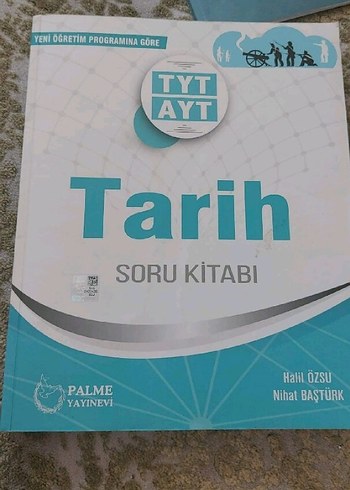 YENİ ÖĞRETİM PROGRAMINA GÖRE
TYT
AYT
Tarih
SORU KİTABI
Halil ÖZSU
Nihat BAŞTÜRK
PALME
YAYINEVİ